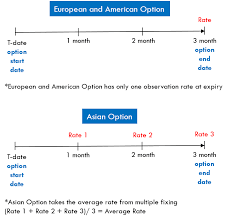 European and American Option
Rate
T-date 1 month 2 month 3 month
option option
start end
date date
*European and American Option has only one observation rate at expiry
Asian Option
Rate 1 Rate 2 Rate 3
T-date 1 month 2 month 3 month
option option
start end
date date
*Asian Option takes the average rate from multiple fixing
(Rate 1 + Rate 2 + Rate 3)/ 3 = Average Rate